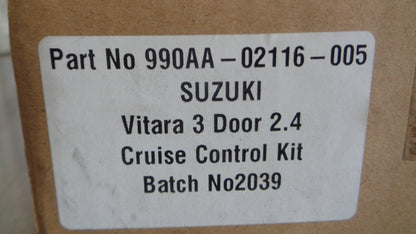 Part No 990AA-02116-005
SUZUKI
Vitara 3 Door 2.4
Cruise Control Kit
Batch No2039